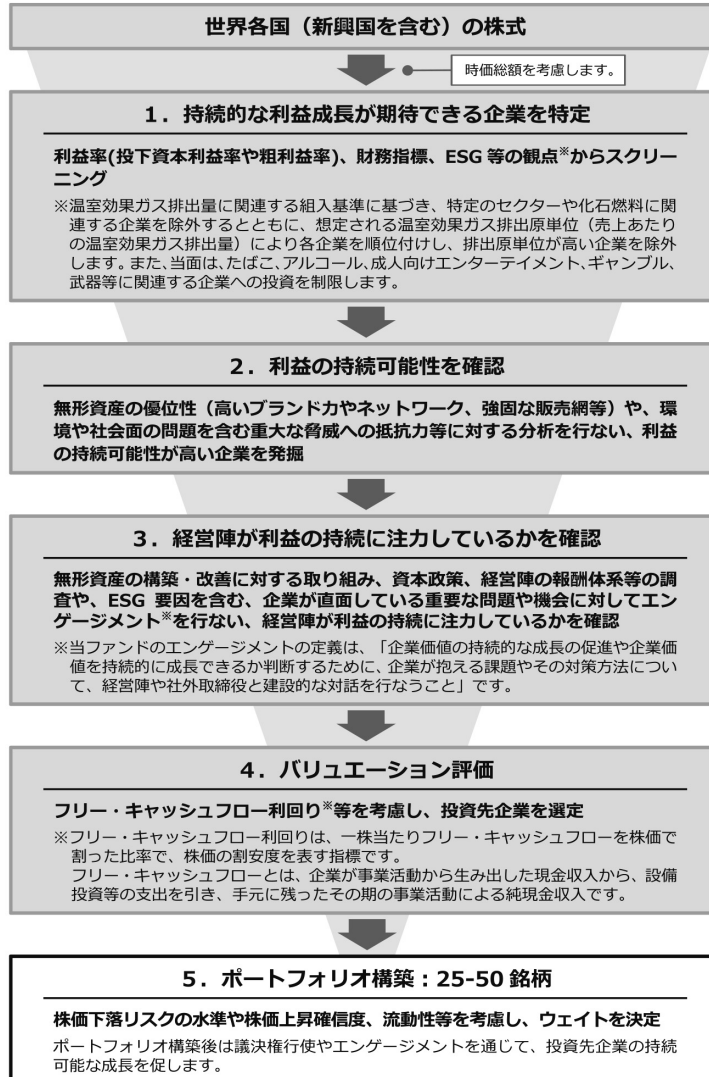 世界各国（新興国を含む）の株式
時価総額を考慮します。
1．持続的な利益成長が期待できる企業を特定
利益率(投下資本利益率や粗利益率)、財務指標、ESG 等の観点※からスクリー
ニング
※温室効果ガス排出量に関連する組入基準に基づき、特定のセクターや化石燃料に関
連する企業を除外するとともに、想定される温室効果ガス排出原単位（売上あたり
の温室効果ガス排出量）により各企業を順位付けし、排出原単位が高い企業を除外
します。また、当面は、たばこ、アルコール、成人向けエンターテイメント、ギャンブル、
武器等に関連する企業への投資を制限します。
2．利益の持続可能性を確認
無形資産の優位性（高いブランド力やネットワーク、強固な販売網等）や、環
境や社会面の問題を含む重大な脅威への抵抗力等に対する分析を行ない、利益
の持続可能性が高い企業を発掘
3．経営陣が利益の持続に注力しているかを確認
無形資産の構築・改善に対する取り組み、資本政策、経営陣の報酬体系等の調
査や、ESG 要因を含む、企業が直面している重要な問題や機会に対してエン
ゲージメント※を行ない、経営陣が利益の持続に注力しているかを確認
※当ファンドのエンゲージメントの定義は、「企業価値の持続的な成長の促進や企業価
値を持続的に成長できるか判断するために、企業が抱える課題やその対策方法につい
て、経営陣や社外取締役と建設的な対話を行なうこと」です。
4．バリュエーション評価
フリー・キャッシュフロー利回り※等を考慮し、投資先企業を選定
※フリー・キャッシュフロー利回りは、一株当たりフリー・キャッシュフローを株価で
割った比率で、株価の割安度を表す指標です。
フリー・キャッシュフローとは、企業が事業活動から生み出した現金収入から、設備
投資等の支出を引き、手元に残ったその期の事業活動による純現金収入です。
5．ポートフォリオ構築：25-50 銘柄
株価下落リスクの水準や株価上昇確信度、流動性等を考慮し、ウェイトを決定
ポートフォリオ構築後は議決権行使やエンゲージメントを通じて、投資先企業の持続
可能な成長を促します。